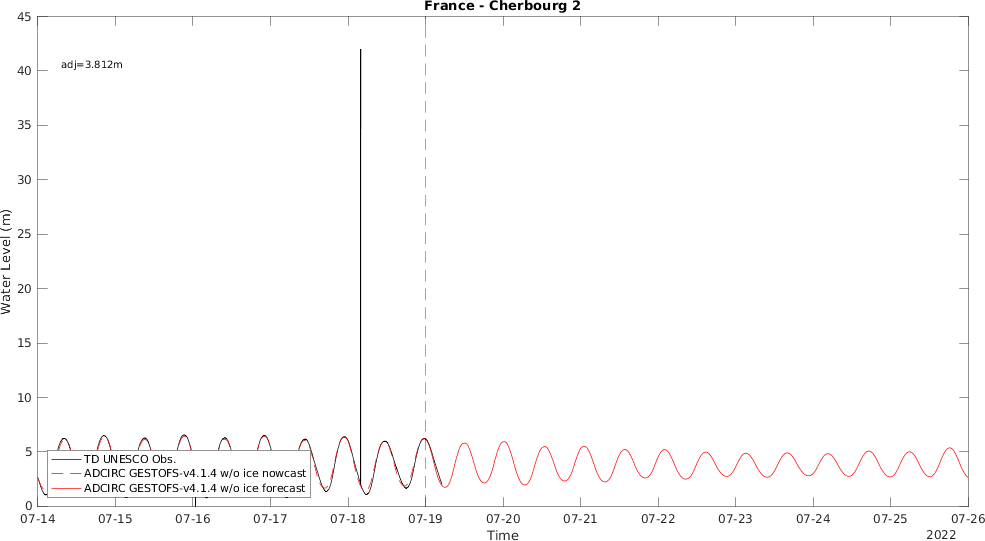 France - Cherbourg 2
adj=3.812m
Water Level (m)
45
40
35
30
25
20
15
10
5
0
TD UNESCO Obs.
ADCIRC GESTOFS-v4.1.4 w/o ice nowcast
ADCIRC GESTOFS-v4.1.4 w/o ice forecast
07-14 07-15 07-16 07-17 07-18 07-19 07-20 07-21 07-22 07-23 07-24 07-25 07-26
Time
2022